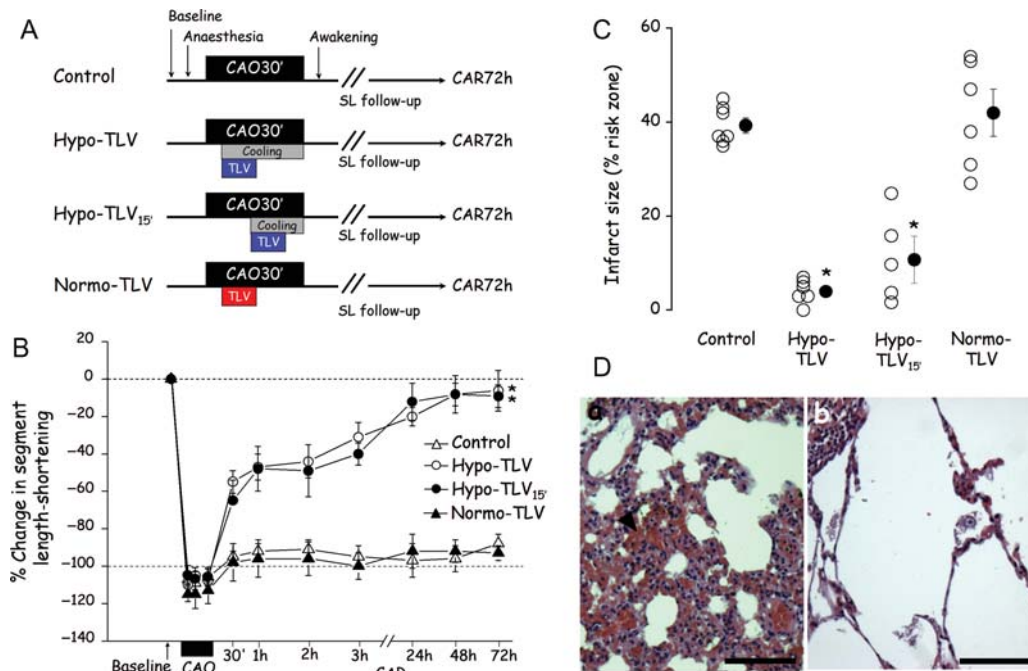 A
Baseline
Anaesthesia
Awakening
Control
CAO30'
SL follow-up
CAR72h
Hypo-TLV
CAO30'
Cooling
TLV
SL follow-up
CAR72h
Hypo-TLV15'
CAO30'
Cooling
TLV
SL follow-up
CAR72h
Normo-TLV
CAO30'
TLV
SL follow-up
CAR72h
B
% Change in segment
length-shortening
20
0
-20
-40
-60
-80
-100
-120
-140
Control
Hypo-TLV
Hypo-TLV15'
Normo-TLV
*
*
Baseline
CAO
30'
1h
2h
3h
24h
48h
72h
C
Infarct size (% risk zone)
60
40
20
0
*
*
Control
Hypo-
TLV
Hypo-
TLV15'
Normo-
TLV
D
a
b